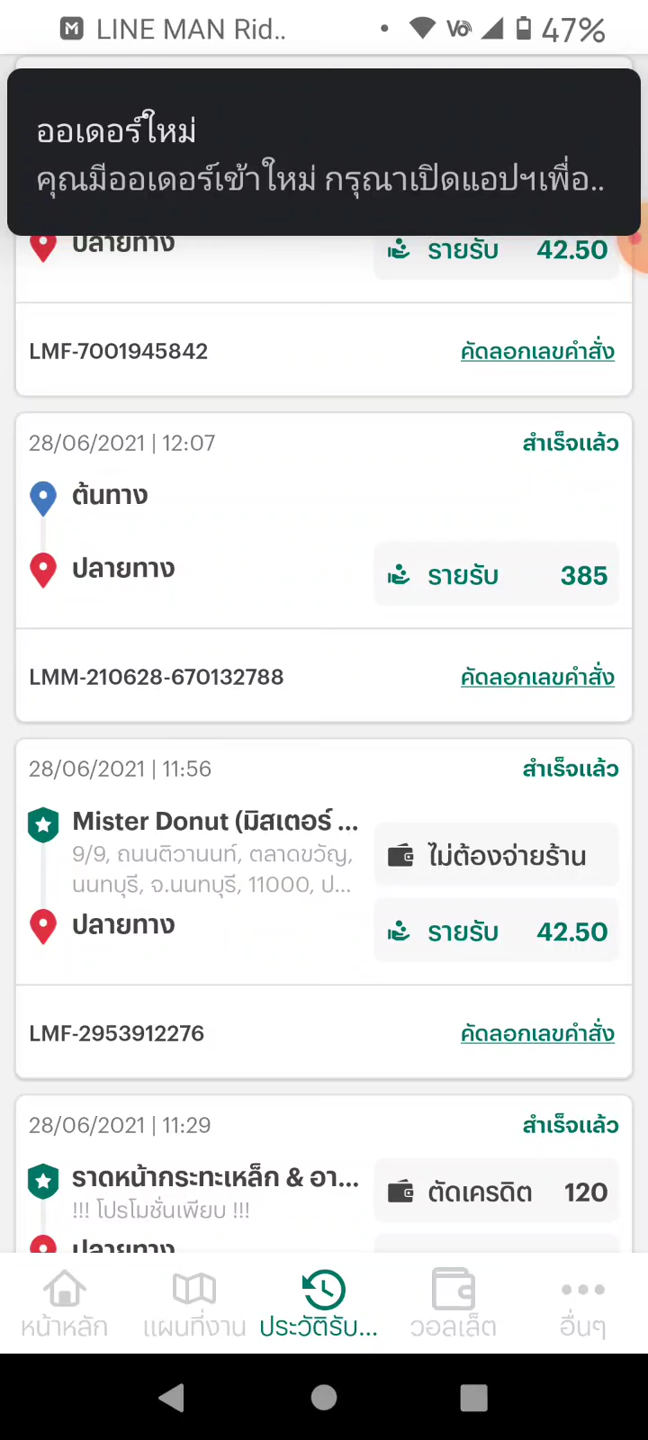 LINE MAN Rid..
47%
ออเดอร์ใหม่
คุณมีออเดอร์เข้าใหม่ กรุณาเปิดแอปฯเพื่อ..
ปลายทาง
รายรับ 42.50
LMF-7001945842 คัดลอกเลขคำสั่ง
28/06/2021 | 12:07 สำเร็จแล้ว
ต้นทาง
ปลายทาง
รายรับ 385
LMM-210628-670132788 คัดลอกเลขคำสั่ง
28/06/2021 | 11:56 สำเร็จแล้ว
Mister Donut (มิสเตอร์ ...
9/9, ถนนติวานนท์, ตลาดขวัญ,
นนทบุรี, จ.นนทบุรี, 11000, ป...
ไม่ต้องจ่ายร้าน
ปลายทาง
รายรับ 42.50
LMF-2953912276 คัดลอกเลขคำสั่ง
28/06/2021 | 11:29 สำเร็จแล้ว
ราดหน้ากระทะเหล็ก & อา...
!!! โปรโมชั่นเพียบ !!!
ตัดเครดิต 120
ปลายทาง
หน้าหลัก แผนที่งาน ประวัติรับ... วอลเล็ต อื่นๆ